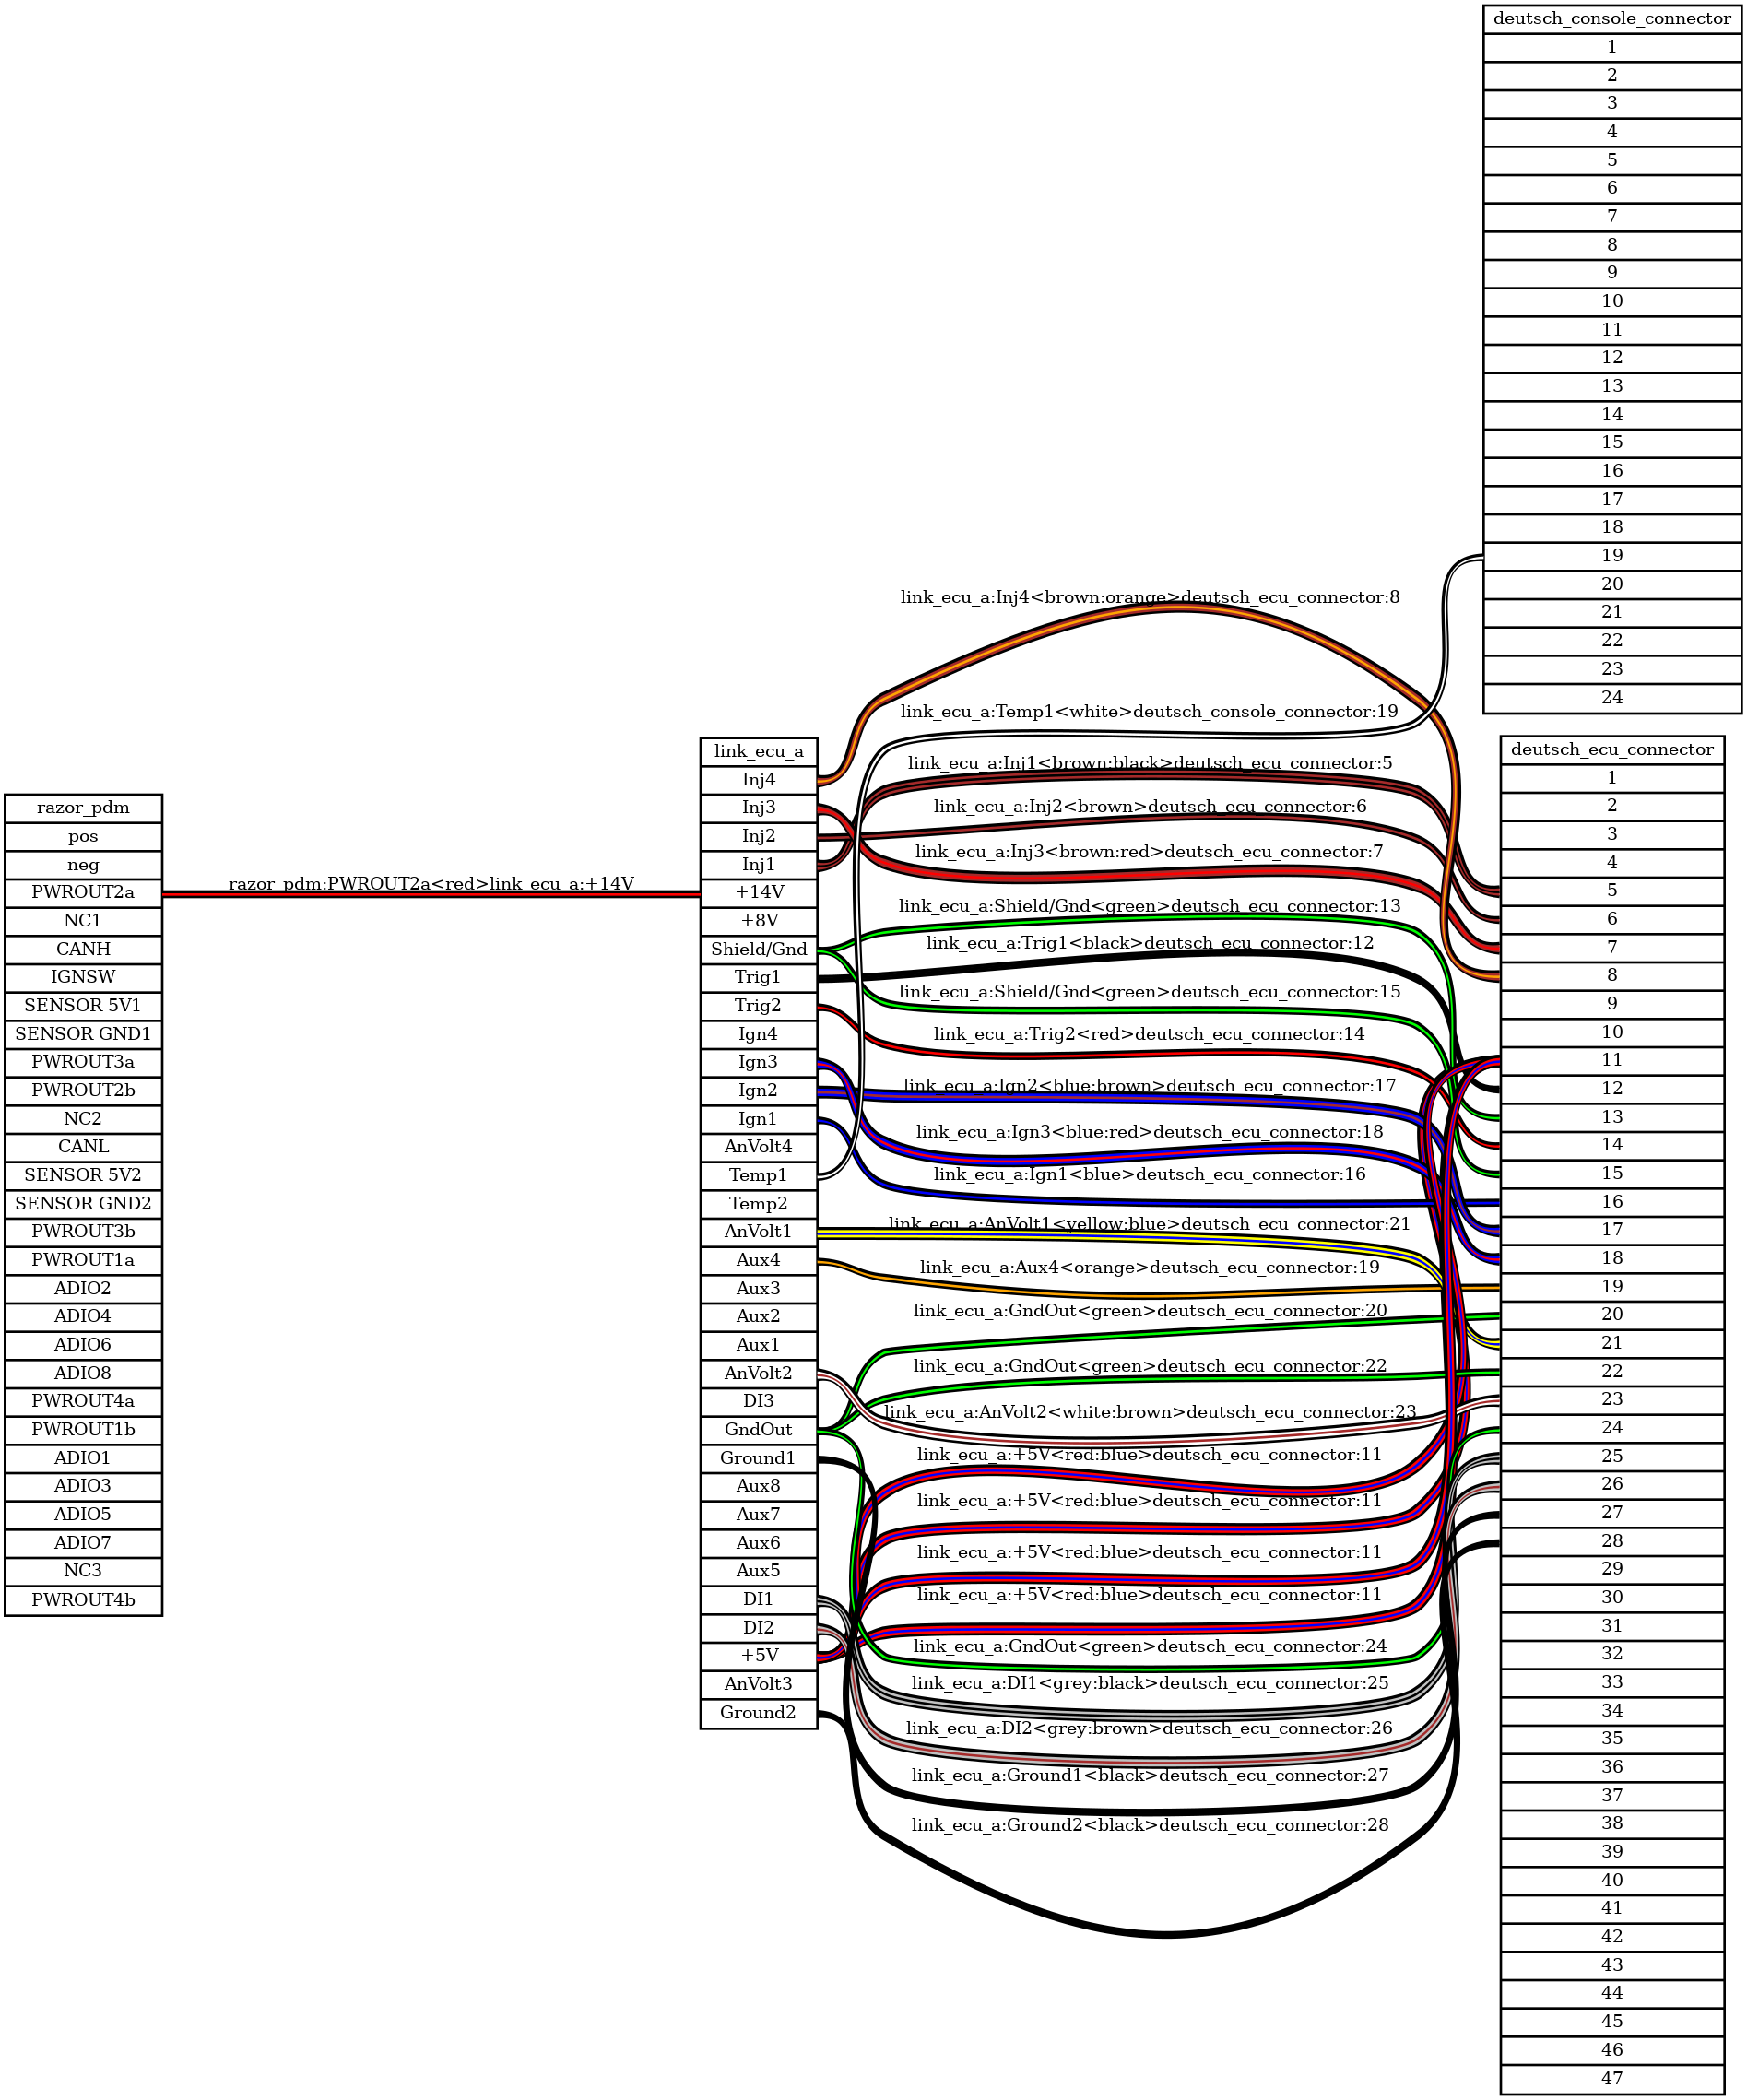 deutsch_console_connector
1
2
3
4
5
6
7
8
9
10
11
12
13
14
15
16
17
18
19
20
21
22
23
24
razor_pdm
pos
neg
PWROUT2a
NC1
CANH
IGNSW
SENSOR 5V1
SENSOR GND1
PWROUT3a
PWROUT2b
NC2
CANL
SENSOR 5V2
SENSOR GND2
PWROUT3b
PWROUT1a
ADIO2
ADIO4
ADIO6
ADIO8
PWROUT4a
PWROUT1b
ADIO1
ADIO3
ADIO5
ADIO7
NC3
PWROUT4b
razor_pdm:PWROUT2a<red>link_ecu_a:+14V
link_ecu_a
Inj4
Inj3
Inj2
Inj1
+14V
+8V
Shield/Gnd
Trig1
Trig2
Ign4
Ign3
Ign2
Ign1
AnVolt4
Temp1
Temp2
AnVolt1
Aux4
Aux3
Aux2
Aux1
AnVolt2
DI3
GndOut
Ground1
Aux8
Aux7
Aux6
Aux5
DI1
DI2
+5V
AnVolt3
Ground2
link_ecu_a:Inj4<brown:orange>deutsch_ecu_connector:8
link_ecu_a:Temp1<white>deutsch_console_connector:19
link_ecu_a:Inj1<brown:black>deutsch_ecu_connector:5
link_ecu_a:Inj2<brown>deutsch_ecu_connector:6
link_ecu_a:Inj3<brown:red>deutsch_ecu_connector:7
link_ecu_a:Shield/Gnd<green>deutsch_ecu_connector:13
link_ecu_a:Trig1<black>deutsch_ecu_connector:12
link_ecu_a:Shield/Gnd<green>deutsch_ecu_connector:15
link_ecu_a:Trig2<red>deutsch_ecu_connector:14
link_ecu_a:Ign2<blue:brown>deutsch_ecu_connector:17
link_ecu_a:Ign3<blue:red>deutsch_ecu_connector:18
link_ecu_a:Ign1<blue>deutsch_ecu_connector:16
link_ecu_a:AnVolt1<yellow:blue>deutsch_ecu_connector:21
link_ecu_a:Aux4<orange>deutsch_ecu_connector:19
link_ecu_a:GndOut<green>deutsch_ecu_connector:20
link_ecu_a:GndOut<green>deutsch_ecu_connector:22
link_ecu_a:AnVolt2<white:brown>deutsch_ecu_connector:23
link_ecu_a:+5V<red:blue>deutsch_ecu_connector:11
link_ecu_a:+5V<red:blue>deutsch_ecu_connector:11
link_ecu_a:+5V<red:blue>deutsch_ecu_connector:11
link_ecu_a:+5V<red:blue>deutsch_ecu_connector:11
link_ecu_a:GndOut<green>deutsch_ecu_connector:24
link_ecu_a:DI1<grey:black>deutsch_ecu_connector:25
link_ecu_a:DI2<grey:brown>deutsch_ecu_connector:26
link_ecu_a:Ground1<black>deutsch_ecu_connector:27
link_ecu_a:Ground2<black>deutsch_ecu_connector:28
deutsch_ecu_connector
1
2
3
4
5
6
7
8
9
10
11
12
13
14
15
16
17
18
19
20
21
22
23
24
25
26
27
28
29
30
31
32
33
34
35
36
37
38
39
40
41
42
43
44
45
46
47